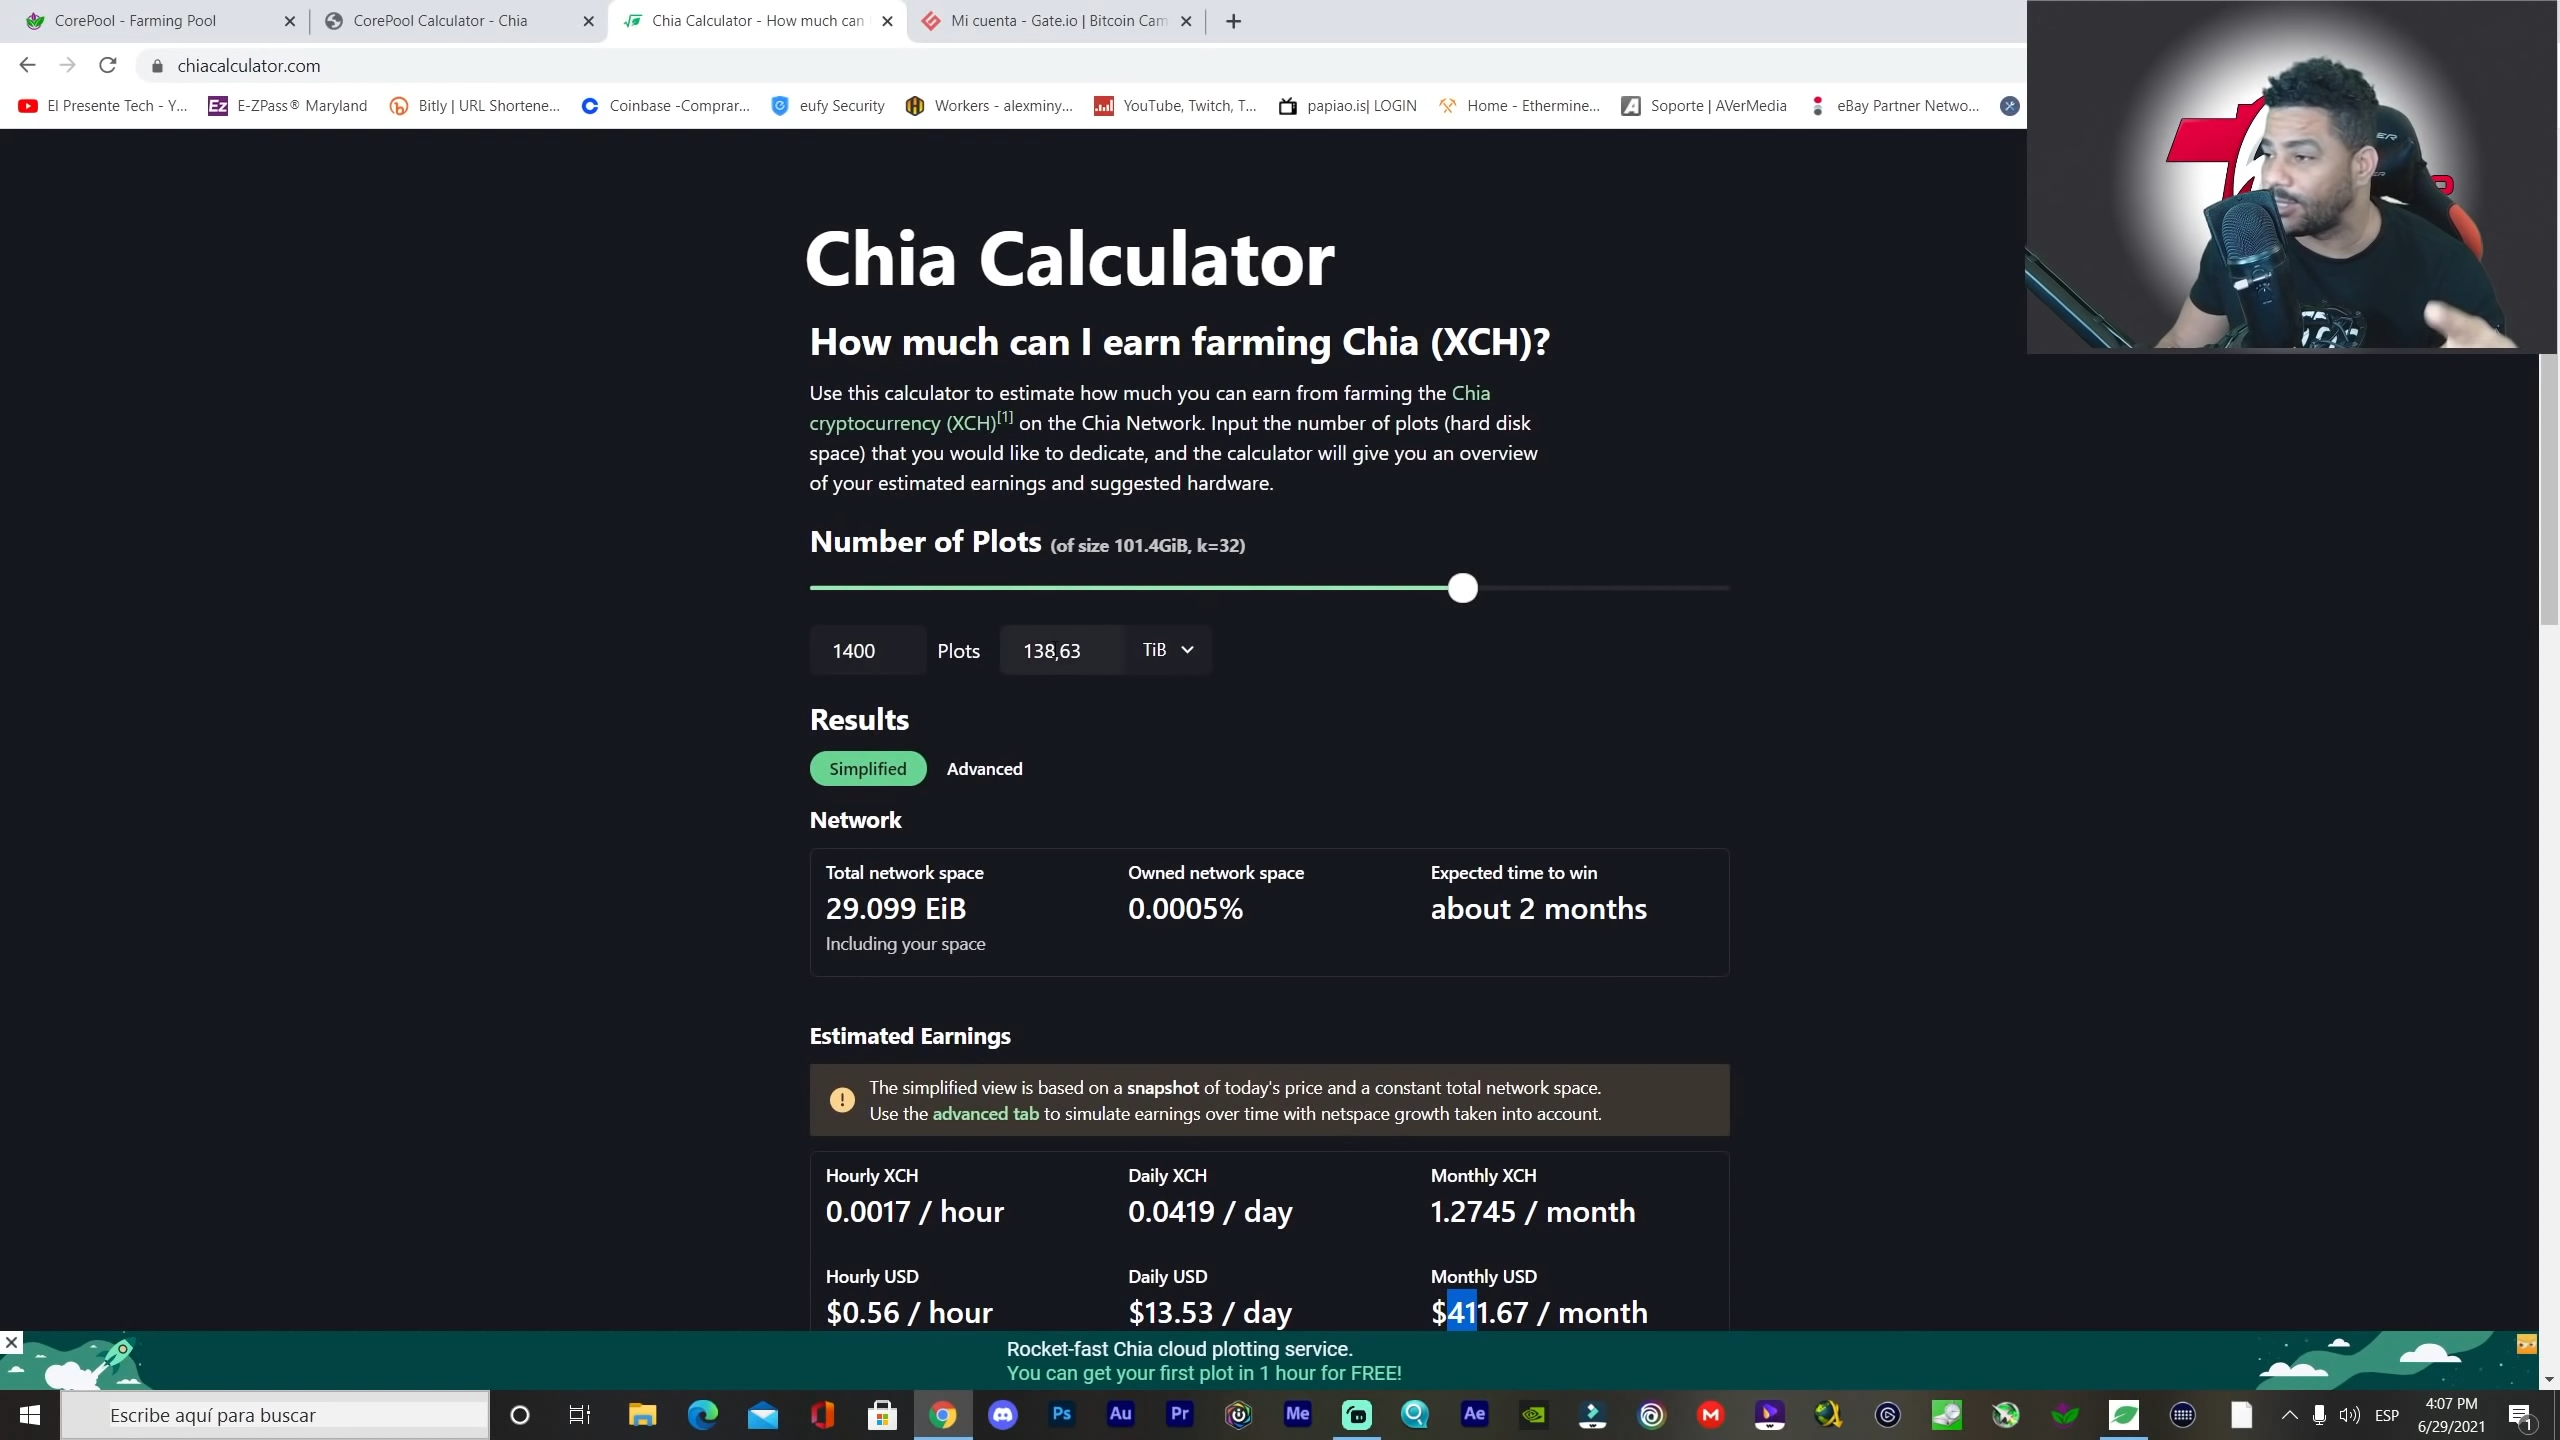 CorePool - Farming Pool
CorePool Calculator - Chia
Chia Calculator - How much can
Mi cuenta - Gate.io | Bitcoin Cam
chiacalculator.com
El Presente Tech - Y...
E-ZPass® Maryland
Bitly | URL Shortene...
Coinbase -Comprar...
eufy Security
Workers - alexminy...
YouTube, Twitch, T...
papiao.is| LOGIN
Home - Ethermine...
Soporte | AVerMedia
eBay Partner Netwo...
Chia Calculator
How much can I earn farming Chia (XCH)?
Use this calculator to estimate how much you can earn from farming the Chia
cryptocurrency (XCH)[1] on the Chia Network. Input the number of plots (hard disk
space) that you would like to dedicate, and the calculator will give you an overview
of your estimated earnings and suggested hardware.
Number of Plots (of size 101.4GiB, k=32)
1400 Plots 138,63 TiB
Results
Simplified Advanced
Network
Total network space Owned network space Expected time to win
29.099 EiB 0.0005% about 2 months
Including your space
Estimated Earnings
The simplified view is based on a snapshot of today's price and a constant total network space.
Use the advanced tab to simulate earnings over time with netspace growth taken into account.
Hourly XCH Daily XCH Monthly XCH
0.0017 / hour 0.0419 / day 1.2745 / month
Hourly USD Daily USD Monthly USD
$0.56 / hour $13.53 / day $411.67 / month
Rocket-fast Chia cloud plotting service.
You can get your first plot in 1 hour for FREE!
Escribe aquí para buscar
Ps
Au
Pr
Me
Ae
ESP
4:07 PM
6/29/2021
1